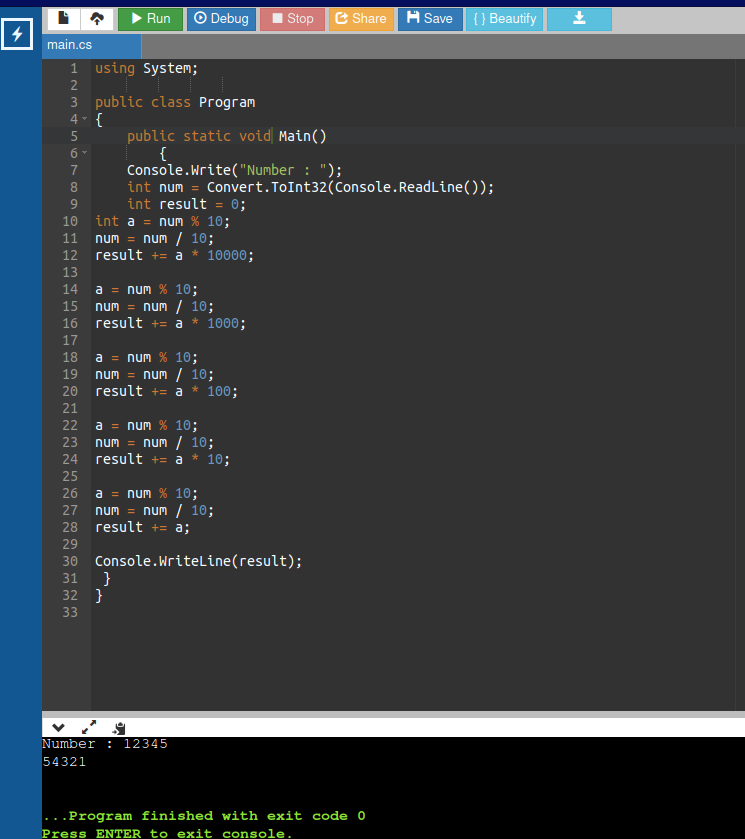 Run Debug Stop Share Save { } Beautify
main.cs
1 using System;
2
3 public class Program
4 {
5 public static void Main()
6 {
7 Console.Write("Number : ");
8 int num = Convert.ToInt32(Console.ReadLine());
9 int result = 0;
10 int a = num % 10;
11 num = num / 10;
12 result += a * 10000;
13
14 a = num % 10;
15 num = num / 10;
16 result += a * 1000;
17
18 a = num % 10;
19 num = num / 10;
20 result += a * 100;
21
22 a = num % 10;
23 num = num / 10;
24 result += a * 10;
25
26 a = num % 10;
27 num = num / 10;
28 result += a;
29
30 Console.WriteLine(result);
31 }
32 }
33
Number : 12345
54321
...Program finished with exit code 0
Press ENTER to exit console.